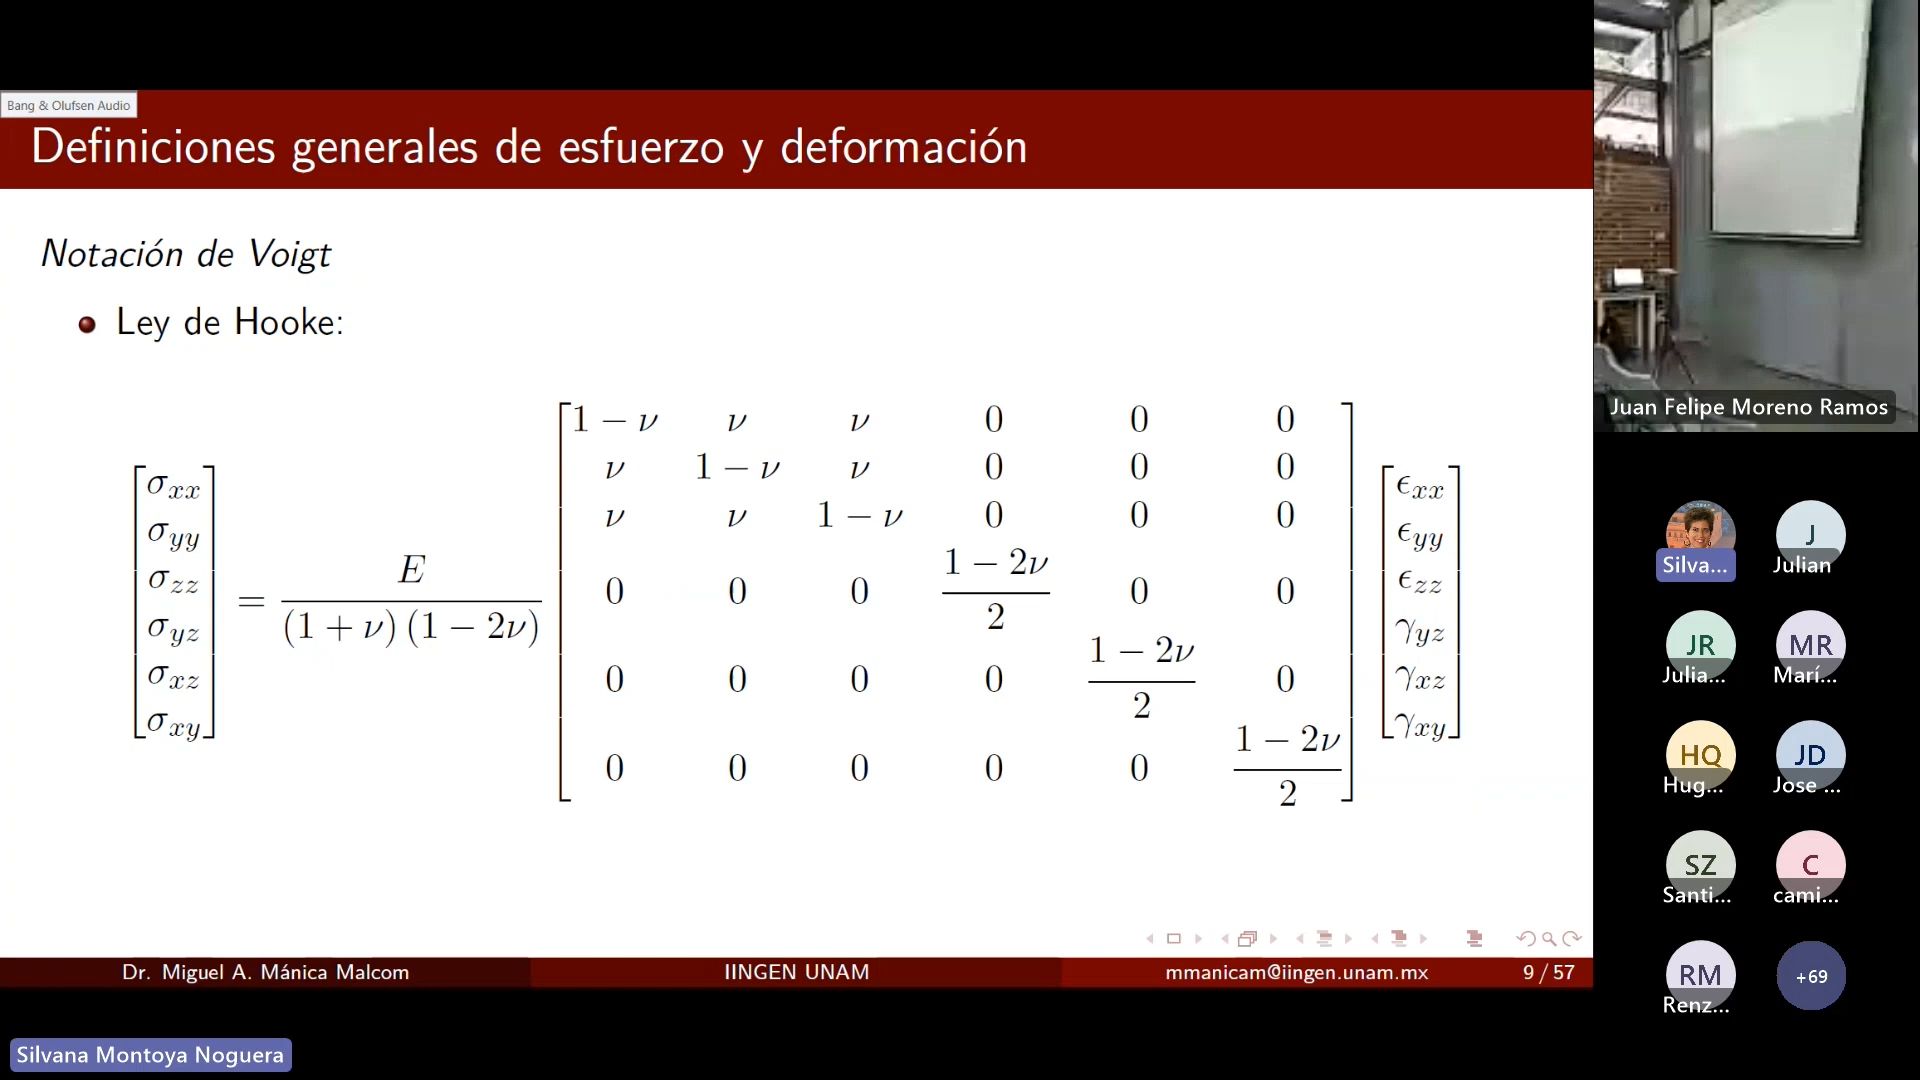 Bang & Olufsen Audio
Definiciones generales de esfuerzo y deformación
Notación de Voigt
Ley de Hooke:
[σxx σyy σzz σyz σxz σxy] = E / (1 + ν) (1 − 2ν)
1 − ν ν ν 0 0 0
ν 1 − ν ν 0 0 0
ν ν 1 − ν 0 0 0
0 0 0 (1 − 2ν)/2 0 0
0 0 0 0 (1 − 2ν)/2 0
0 0 0 0 0 (1 − 2ν)/2
[ϵxx ϵyy ϵzz γyz γxz γxy]
Dr. Miguel A. Mánica Malcom
IINGEN UNAM
mmanicam@iingen.unam.mx
9 / 57
Silvana Montoya Noguera
Juan Felipe Moreno Ramos
Silva...
J
Julian
JR
Julia...
MR
Marí...
HQ
Hug...
JD
Jose ...
SZ
Santi...
C
cami...
RM
Renz...
+69